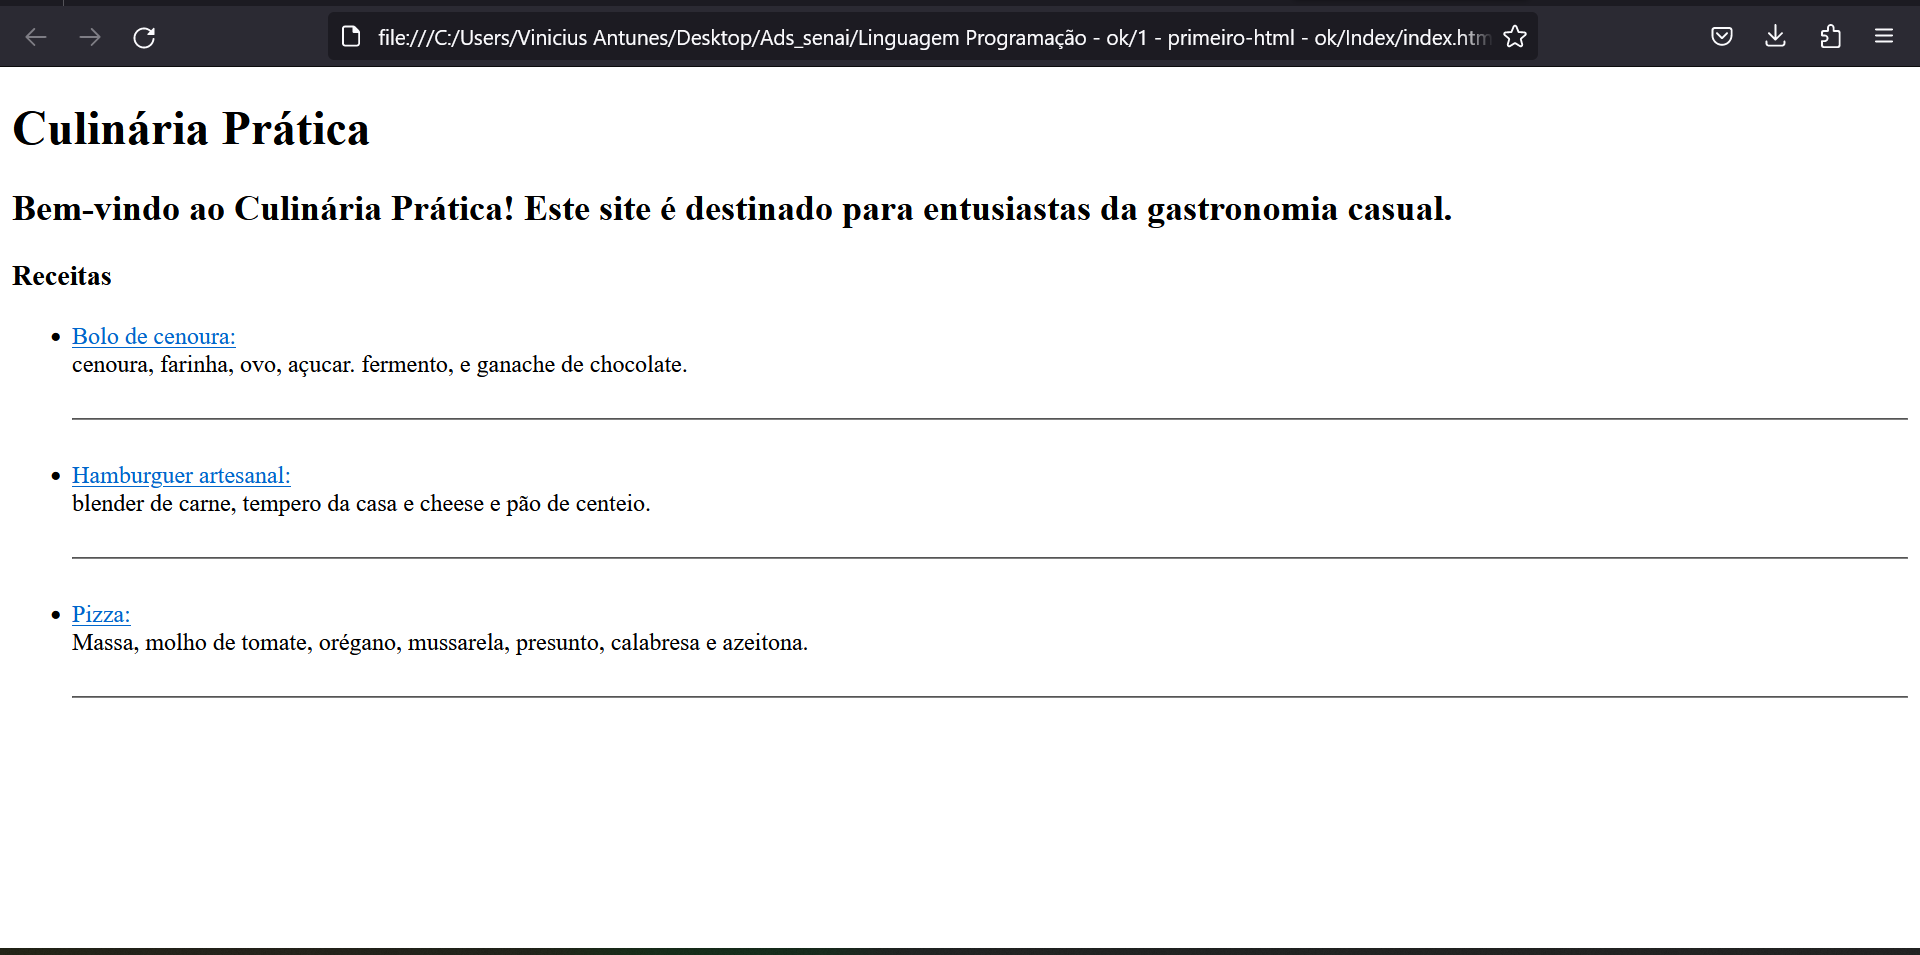 file:///C:/Users/Vinicius Antunes/Desktop/Ads_senai/Linguagem Programação - ok/1 - primeiro-html - ok/Index/index.htm
Culinária Prática
Bem-vindo ao Culinária Prática! Este site é destinado para entusiastas da gastronomia casual.
Receitas
Bolo de cenoura:
cenoura, farinha, ovo, açucar. fermento, e ganache de chocolate.
Hamburguer artesanal:
blender de carne, tempero da casa e cheese e pão de centeio.
Pizza:
Massa, molho de tomate, orégano, mussarela, presunto, calabresa e azeitona.